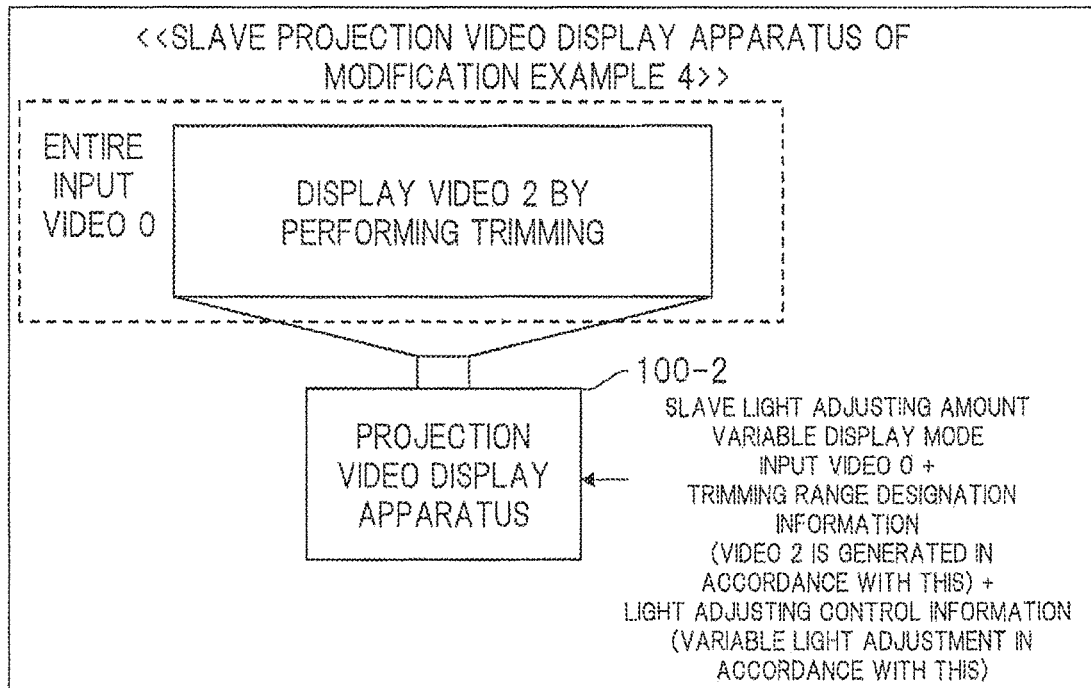 <<SLAVE PROJECTION VIDEO DISPLAY APPARATUS OF
MODIFICATION EXAMPLE 4>>
ENTIRE
INPUT
VIDEO 0
DISPLAY VIDEO 2 BY
PERFORMING TRIMMING
100-2
PROJECTION
VIDEO DISPLAY
APPARATUS
SLAVE LIGHT ADJUSTING AMOUNT
VARIABLE DISPLAY MODE
INPUT VIDEO 0 +
TRIMMING RANGE DESIGNATION
INFORMATION
(VIDEO 2 IS GENERATED IN
ACCORDANCE WITH THIS) +
LIGHT ADJUSTING CONTROL INFORMATION
(VARIABLE LIGHT ADJUSTMENT IN
ACCORDANCE WITH THIS)